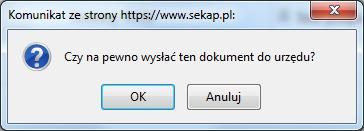 Komunikat ze strony https://www.sekap.pl:
Czy na pewno wysłać ten dokument do urzędu?
OK
Anuluj